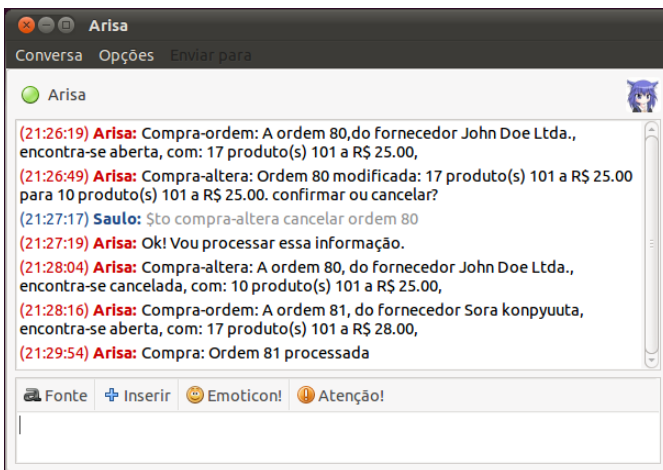 Arisa
Conversa Opções Enviar para
Arisa
(21:26:19) Arisa: Compra-ordem: A ordem 80,do fornecedor John Doe Ltda.,
encontra-se aberta, com: 17 produto(s) 101 a R$ 25.00,
(21:26:49) Arisa: Compra-altera: Ordem 80 modificada: 17 produto(s) 101 a R$ 25.00
para 10 produto(s) 101 a R$ 25.00. confirmar ou cancelar?
(21:27:17) Saulo: $to compra-altera cancelar ordem 80
(21:27:19) Arisa: Ok! Vou processar essa informação.
(21:28:04) Arisa: Compra-altera: A ordem 80, do fornecedor John Doe Ltda.,
encontra-se cancelada, com: 10 produto(s) 101 a R$ 25.00,
(21:28:16) Arisa: Compra-ordem: A ordem 81, do fornecedor Sora konpyuuta,
encontra-se aberta, com: 17 produto(s) 101 a R$ 28.00,
(21:29:54) Arisa: Compra: Ordem 81 processada
a Fonte Inserir Emoticon! Atenção!